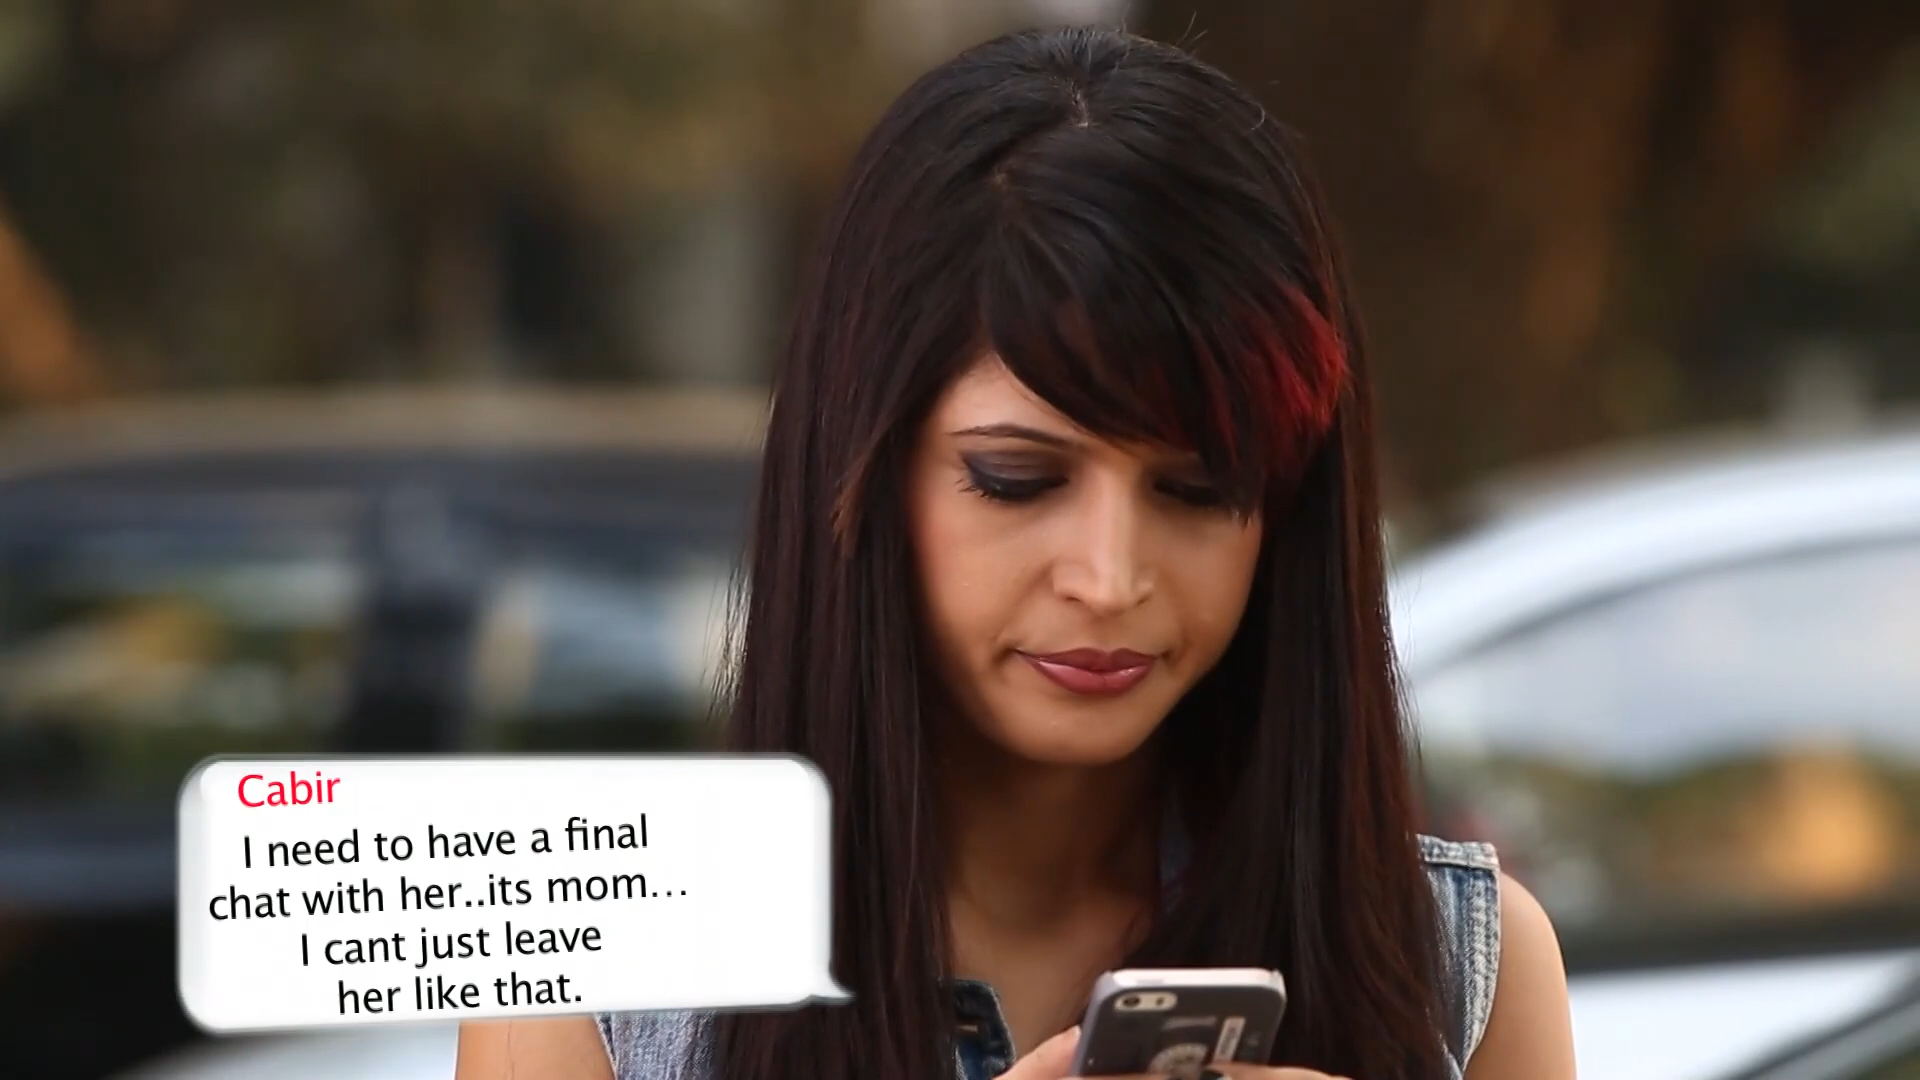 Cabir
I need to have a final
chat with her..its mom...
I cant just leave
her like that.